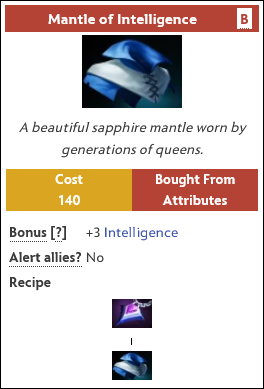 Mantle of Intelligence B
A beautiful sapphire mantle worn by
generations of queens.
Cost Bought From
140 Attributes
Bonus [?] +3 Intelligence
Alert allies? No
Recipe